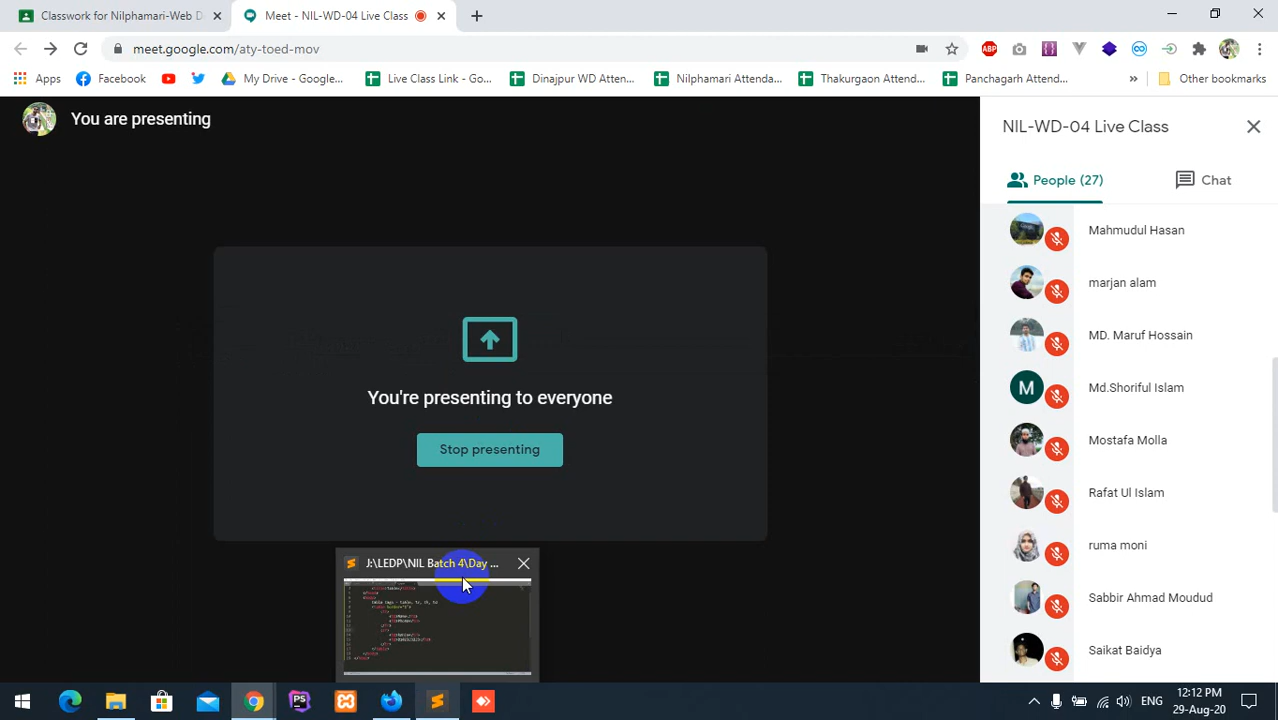 Classwork for Nilphamari-Web D
Meet - NIL-WD-04 Live Class
meet.google.com/aty-toed-mov
ABP
Apps
Facebook
My Drive - Google...
Live Class Link - Go...
Dinajpur WD Atten...
Nilphamari Attenda...
Thakurgaon Attend...
Panchagarh Attend...
»
Other bookmarks
You are presenting
NIL-WD-04 Live Class
People (27)
Chat
Mahmudul Hasan
marjan alam
MD. Maruf Hossain
M
Md.Shoriful Islam
Mostafa Molla
Rafat Ul Islam
ruma moni
Sabbir Ahmad Moudud
Saikat Baidya
You're presenting to everyone
Stop presenting
J:\LEDP\NIL Batch 4\Day ...
PS
ENG
12:12 PM
29-Aug-20